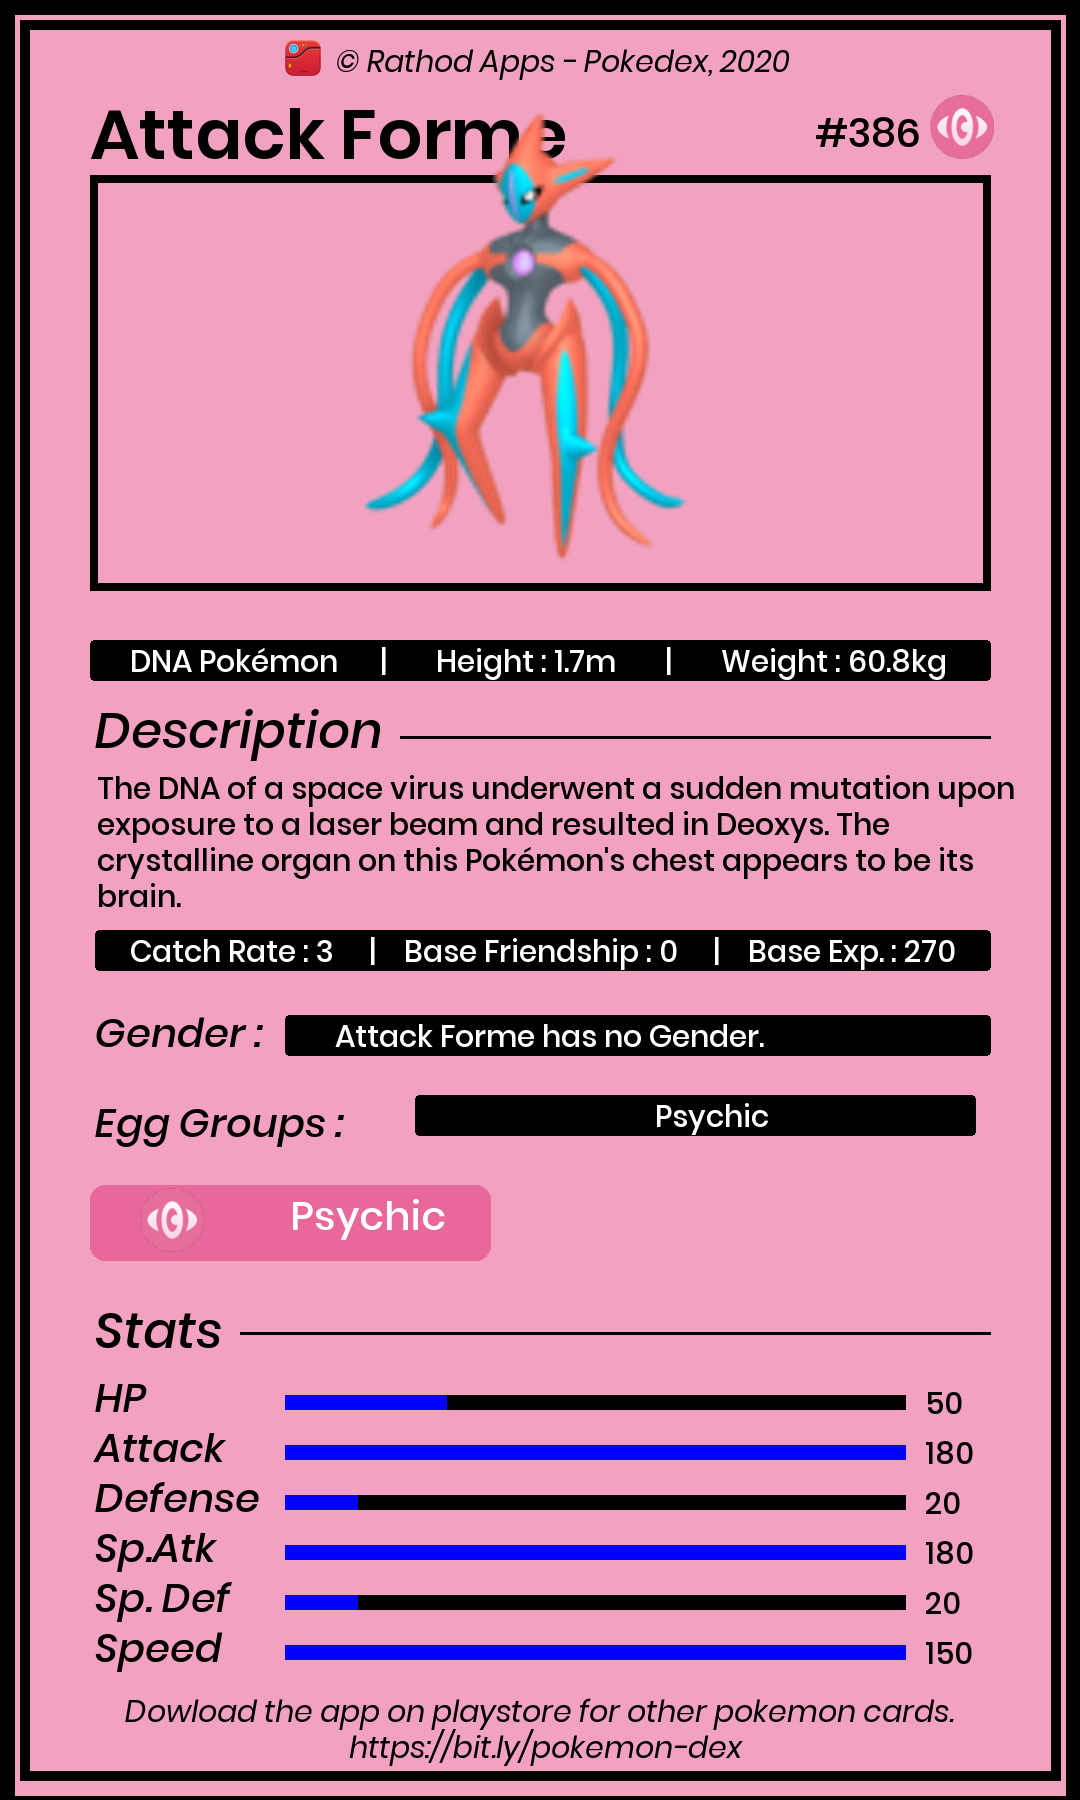 © Rathod Apps - Pokedex, 2020
Attack Forme
#386
DNA Pokémon | Height : 1.7m | Weight : 60.8kg
Description
The DNA of a space virus underwent a sudden mutation upon
exposure to a laser beam and resulted in Deoxys. The
crystalline organ on this Pokémon's chest appears to be its
brain.
Catch Rate : 3 | Base Friendship : 0 | Base Exp. : 270
Gender : Attack Forme has no Gender.
Egg Groups : Psychic
Psychic
Stats
HP 50
Attack 180
Defense 20
Sp.Atk 180
Sp. Def 20
Speed 150
Dowload the app on playstore for other pokemon cards.
https://bit.ly/pokemon-dex